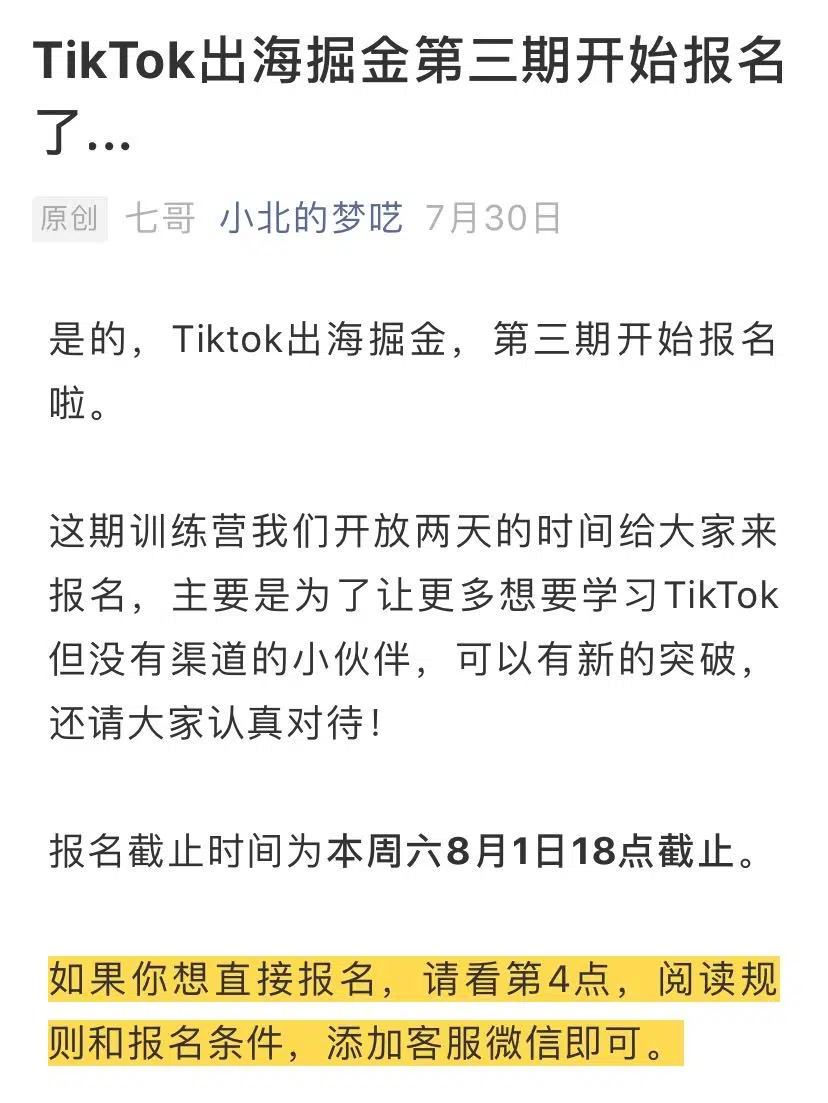 TikTok出海掘金第三期开始报名
了...
原创 七哥 小北的梦呓 7月30日
是的，Tiktok出海掘金，第三期开始报名
啦。
这期训练营我们开放两天的时间给大家来
报名，主要是为了让更多想要学习TikTok
但没有渠道的小伙伴，可以有新的突破，
还请大家认真对待！
报名截止时间为本周六8月1日18点截止。
如果你想直接报名，请看第4点，阅读规
则和报名条件，添加客服微信即可。